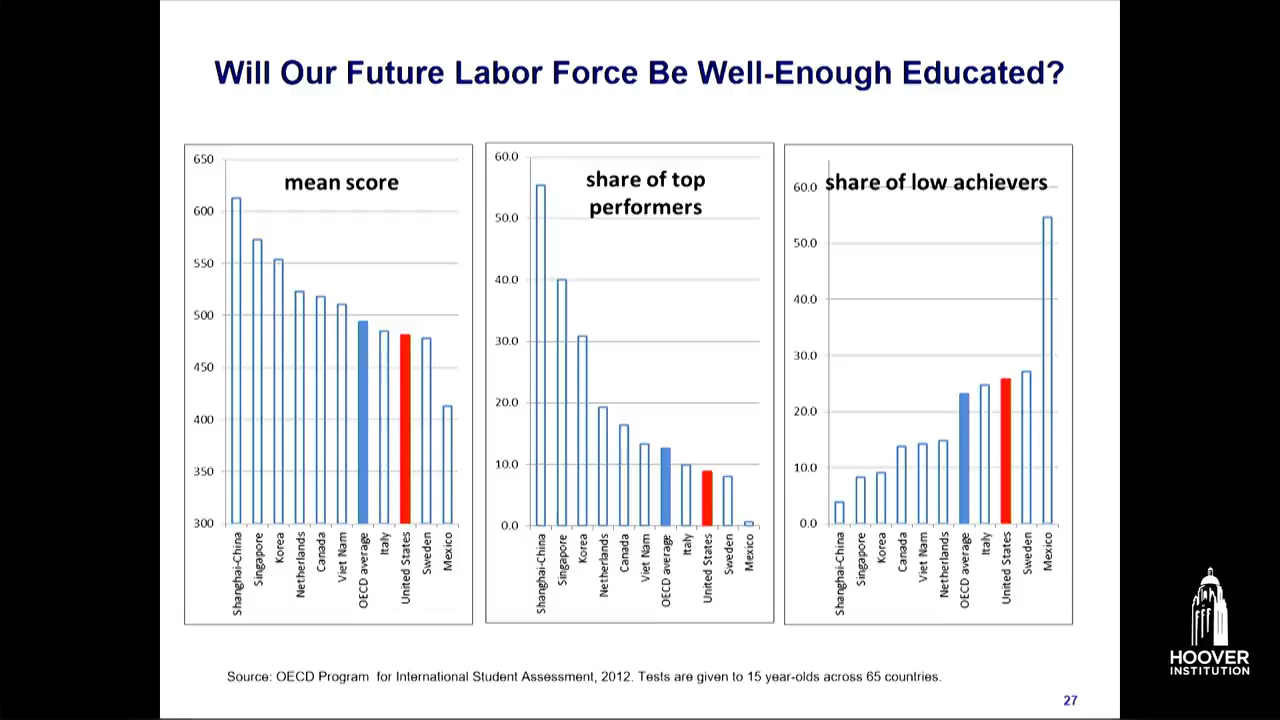 Will Our Future Labor Force Be Well-Enough Educated?
mean score
650
600
550
500
450
400
350
300
Shanghai-China
Singapore
Korea
Netherlands
Canada
Viet Nam
OECD average
Italy
United States
Sweden
Mexico
share of top
performers
60.0
50.0
40.0
30.0
20.0
10.0
0.0
Shanghai-China
Singapore
Korea
Netherlands
Canada
Viet Nam
OECD average
Italy
United States
Sweden
Mexico
share of low achievers
60.0
50.0
40.0
30.0
20.0
10.0
0.0
Shanghai-China
Singapore
Korea
Canada
Viet Nam
Netherlands
OECD average
Italy
United States
Sweden
Mexico
Source: OECD Program for International Student Assessment, 2012. Tests are given to 15 year-olds across 65 countries.
27
HOOVER
INSTITUTION